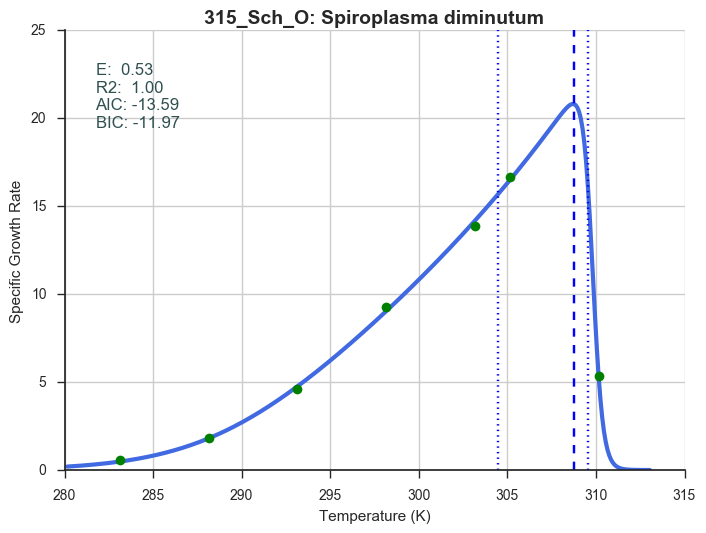 315_Sch_O: Spiroplasma diminutum
25
20
15
10
5
0
E: 0.53
R2: 1.00
AIC: -13.59
BIC: -11.97
Specific Growth Rate
280 285 290 295 300 305 310 315
Temperature (K)